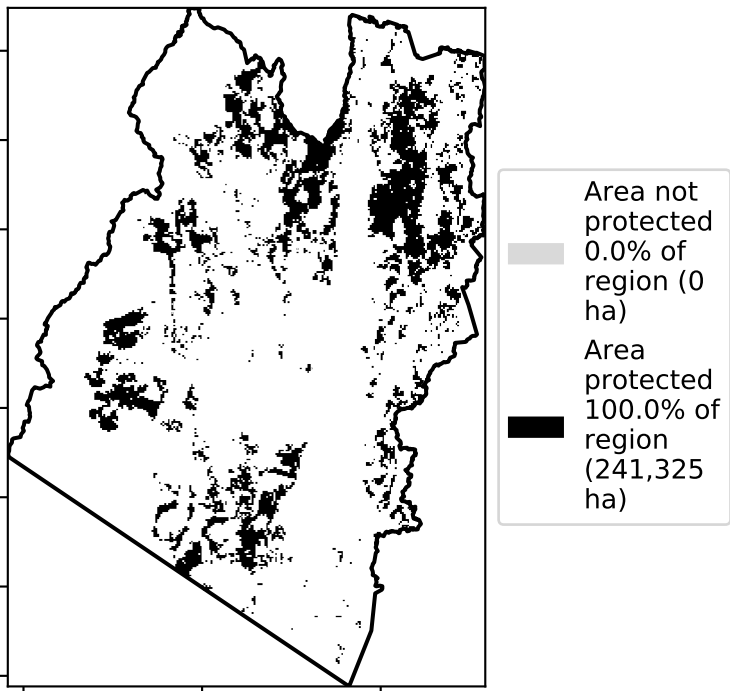 Area not
protected
0.0% of
region (0
ha)
Area
protected
100.0% of
region
(241,325
ha)